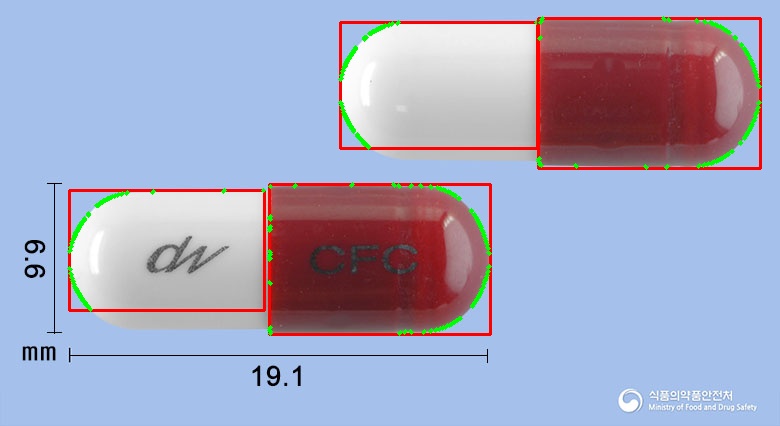 dw CFC
6.6
mm
19.1
식품의약품안전처
Ministry of Food and Drug Safety